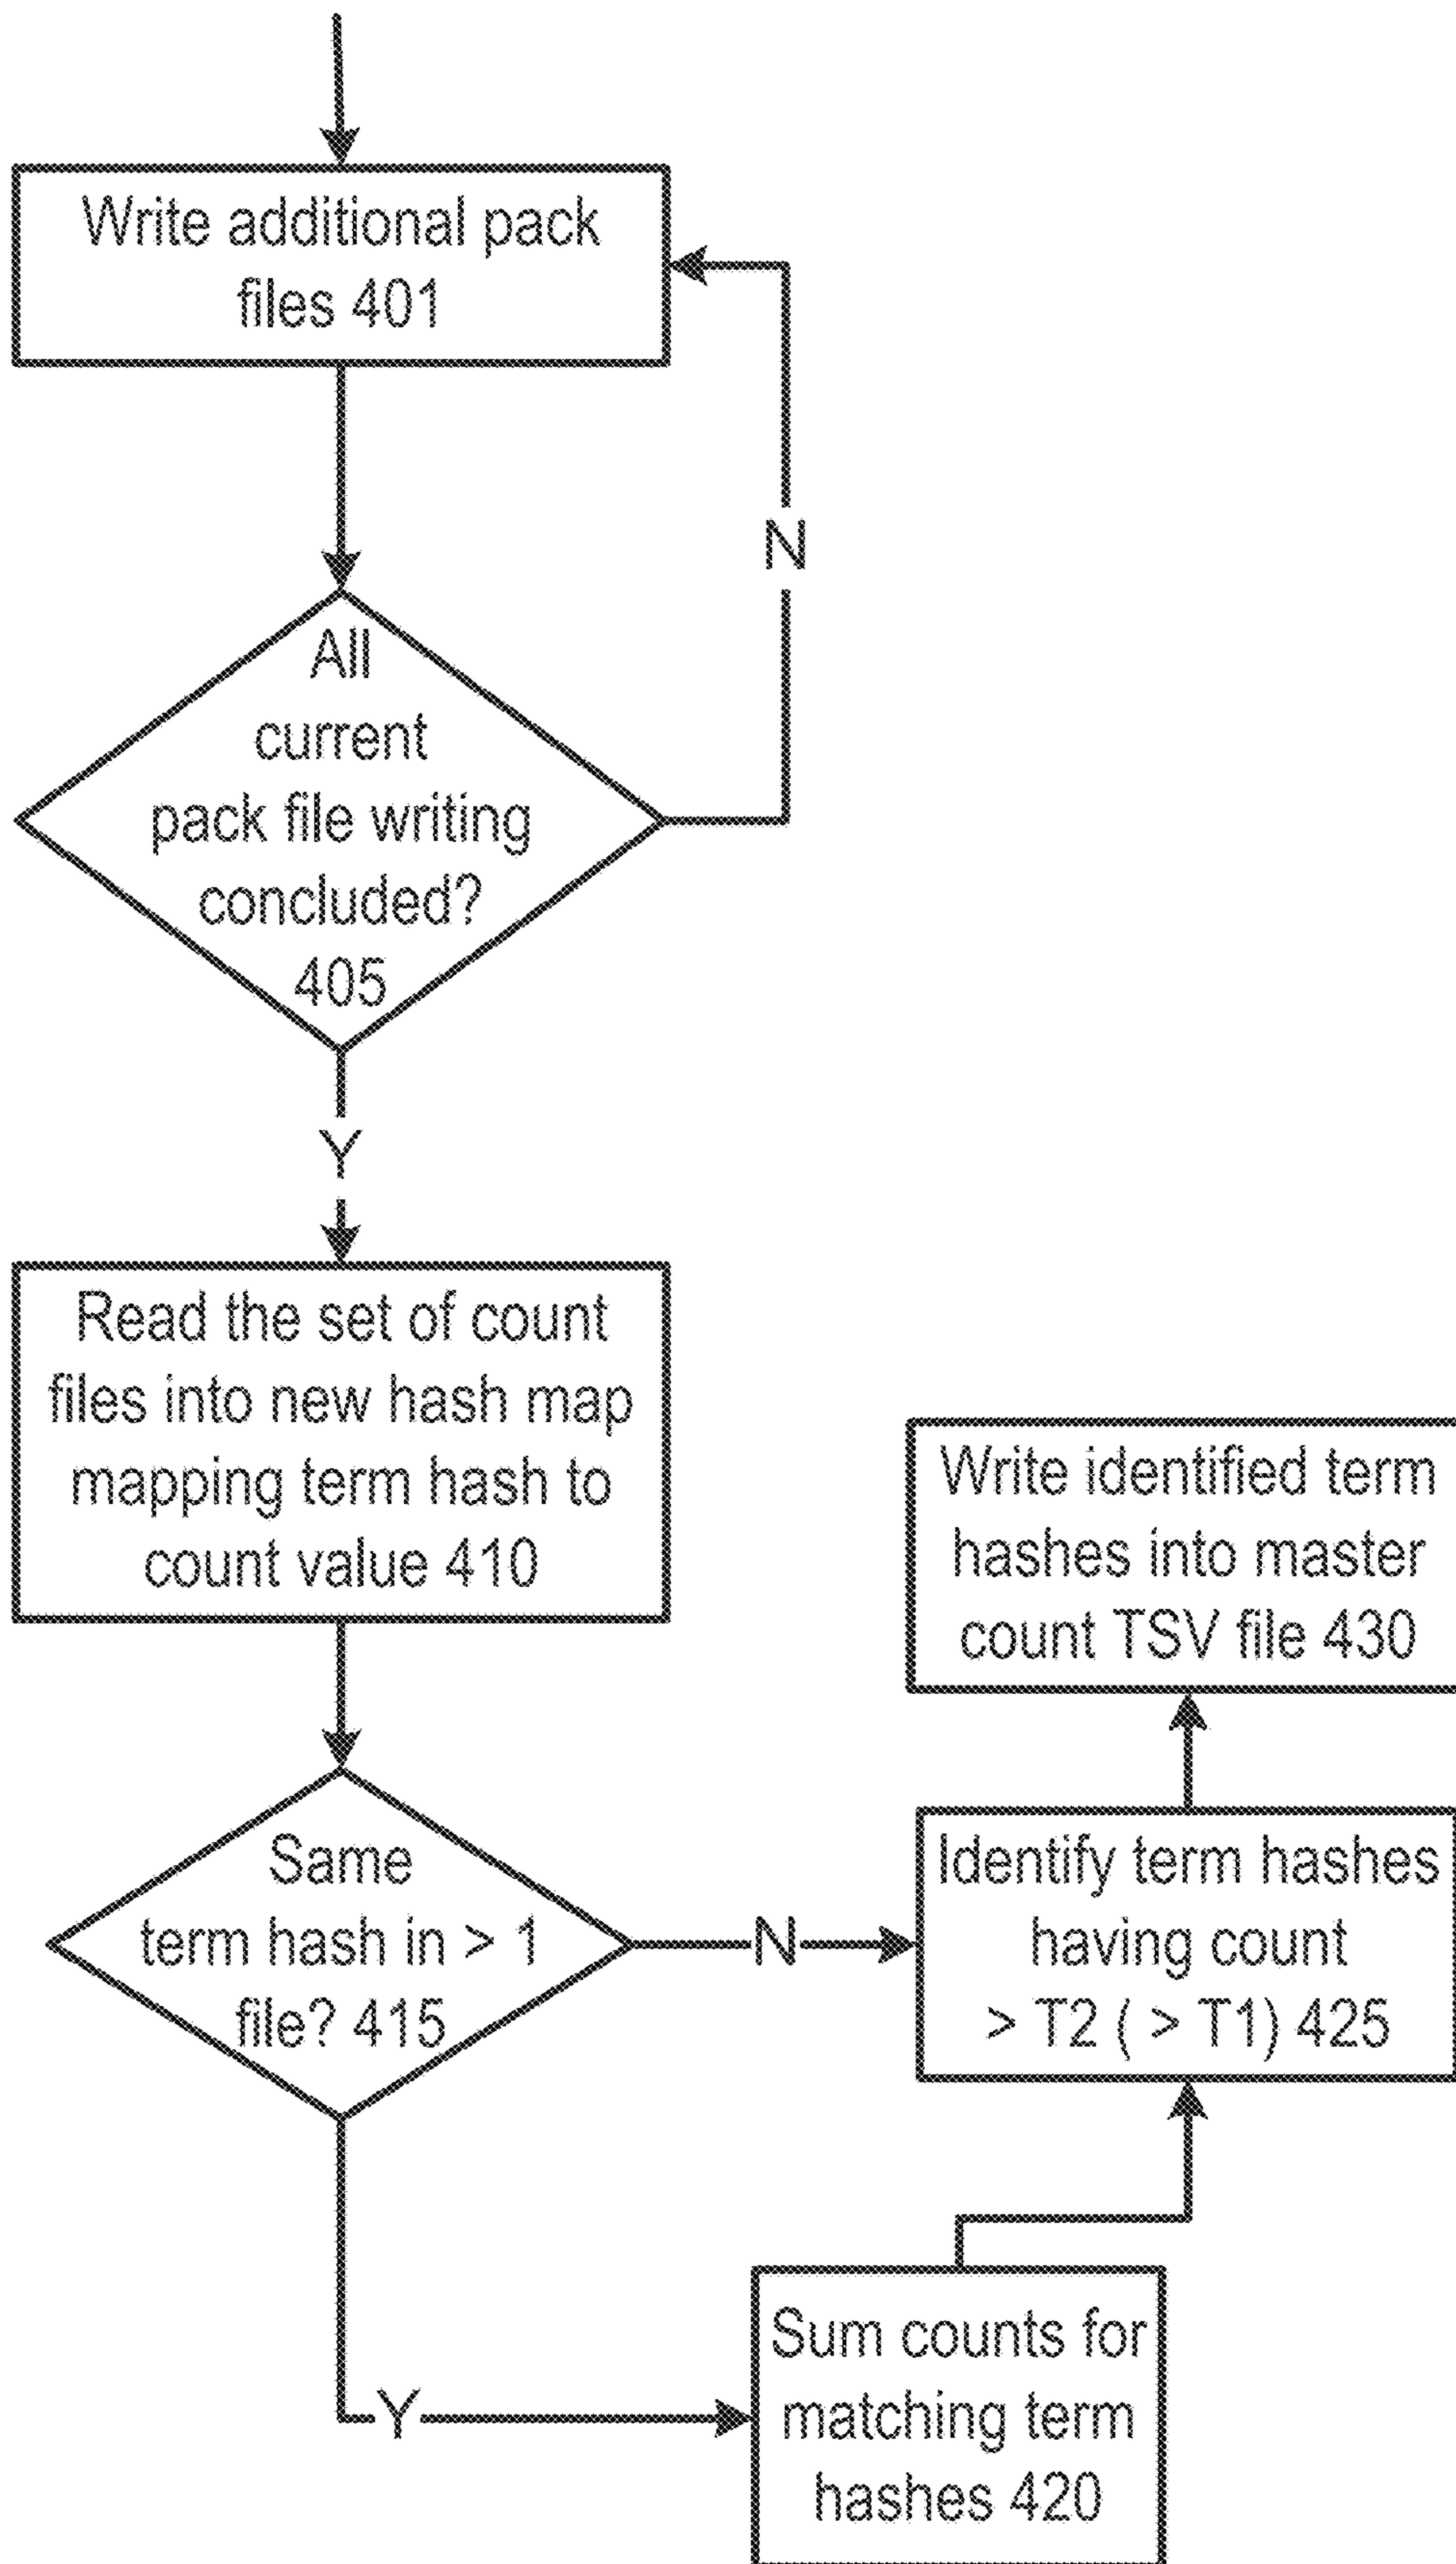 Write additional pack
files 401
N
All
current
pack file writing
concluded?
405
Y
Read the set of count
files into new hash map
mapping term hash to
count value 410
Write identified term
hashes into master
count TSV file 430
Same
term hash in > 1
file? 415
N
Identify term hashes
having count
> T2 ( > T1) 425
Y
Sum counts for
matching term
hashes 420